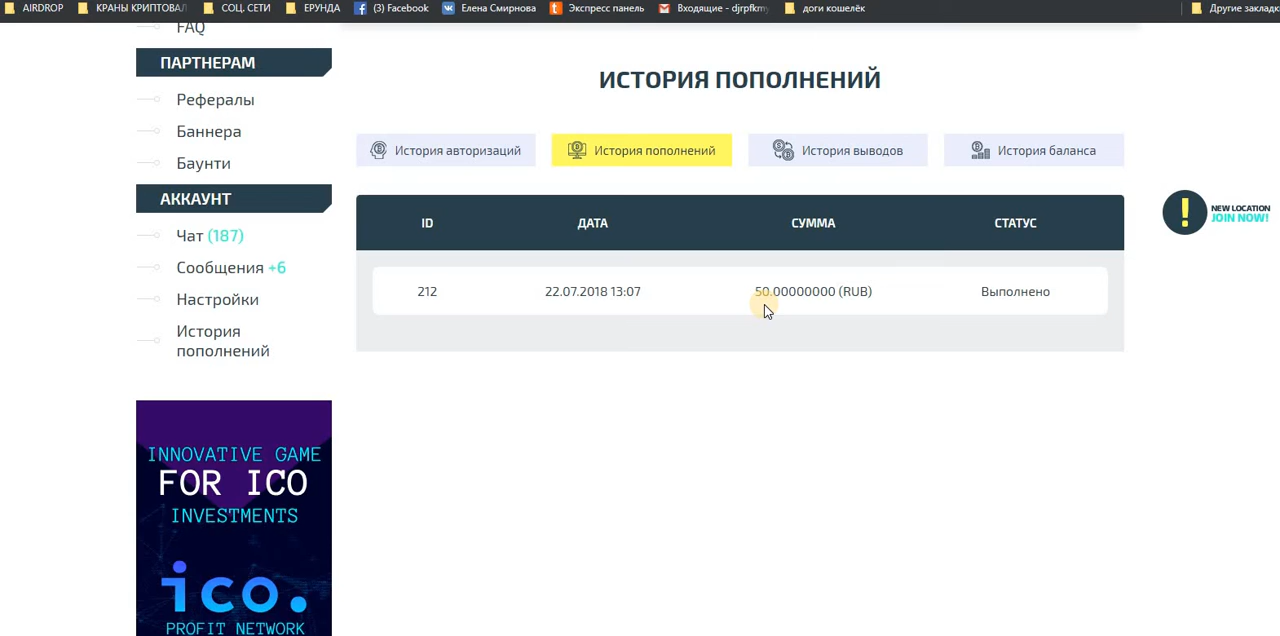 AIRDROP КРАНЫ КРИПТОВАЛ СОЦ. СЕТИ ЕРУНДА (3) Facebook Елена Смирнова Экспресс панель Входящие - djrpfkmy доги кошелёк Другие закладк
FAQ
ПАРТНЕРАМ
Рефералы
Баннера
Баунти
АККАУНТ
Чат (187)
Сообщения +6
Настройки
История
пополнений
INNOVATIVE GAME
FOR ICO
INVESTMENTS
ico.
PROFIT NETWORK
ИСТОРИЯ ПОПОЛНЕНИЙ
История авторизаций История пополнений История выводов История баланса
ID ДАТА СУММА СТАТУС
212 22.07.2018 13:07 50.00000000 (RUB) Выполнено
NEW LOCATION
JOIN NOW!